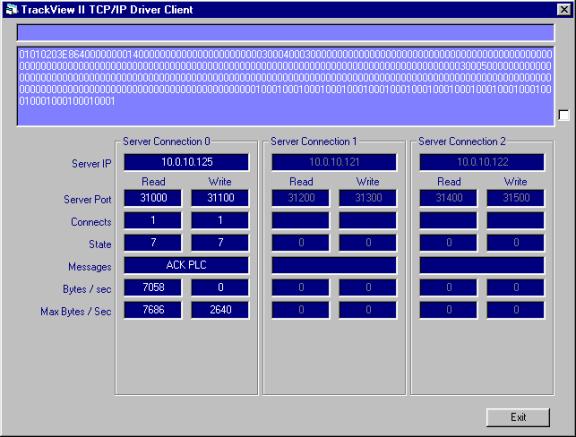 TrackView II TCP/IP Driver Client
Server Connection 0 Server Connection 1 Server Connection 2
Server IP 10.0.10.125 10.0.10.121 10.0.10.122
Read Write Read Write Read Write
Server Port 31000 31100 31200 31300 31400 31500
Connects 1 1
State 7 7 0 0 0 0
Messages ACK PLC
Bytes / sec 7058 0 0 0 0 0
Max Bytes / Sec 7686 2640 0 0 0 0
Exit